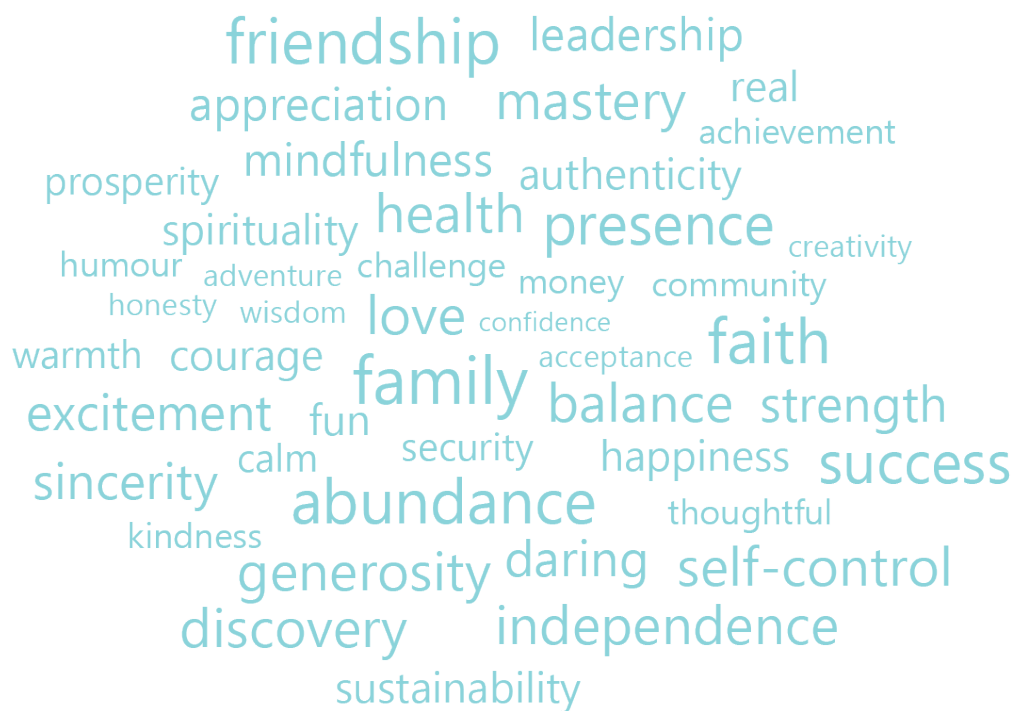 friendship
leadership
real
appreciation
mastery
achievement
mindfulness
authenticity
prosperity
health
presence
spirituality
creativity
humour
adventure
challenge
money
community
honesty
wisdom
love
confidence
faith
warmth
courage
family
acceptance
excitement
fun
balance
strength
calm
security
happiness
success
sincerity
abundance
thoughtful
kindness
generosity
daring
self-control
discovery
independence
sustainability